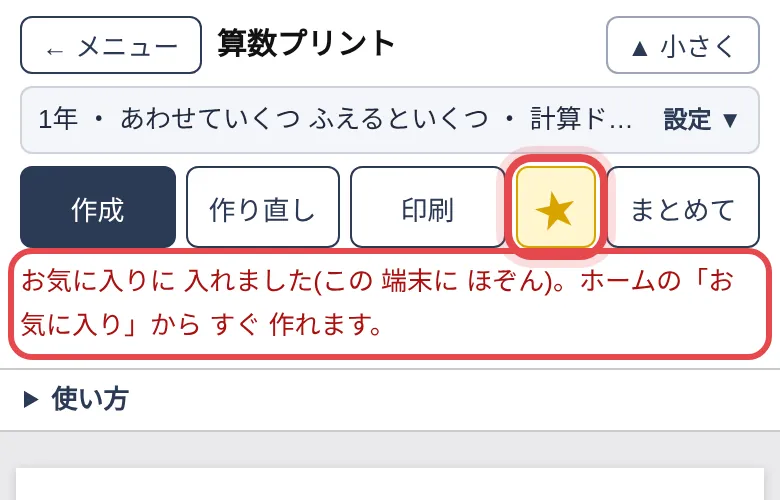 ← メニュー
算数プリント
▲ 小さく
1年 ・ あわせていくつ ふえるといくつ ・ 計算ド…
設定 ▼
作成
作り直し
印刷
★
まとめて
お気に入りに 入れました(この 端末に ほぞん)。ホームの「お
気に入り」から すぐ 作れます。
▶ 使い方